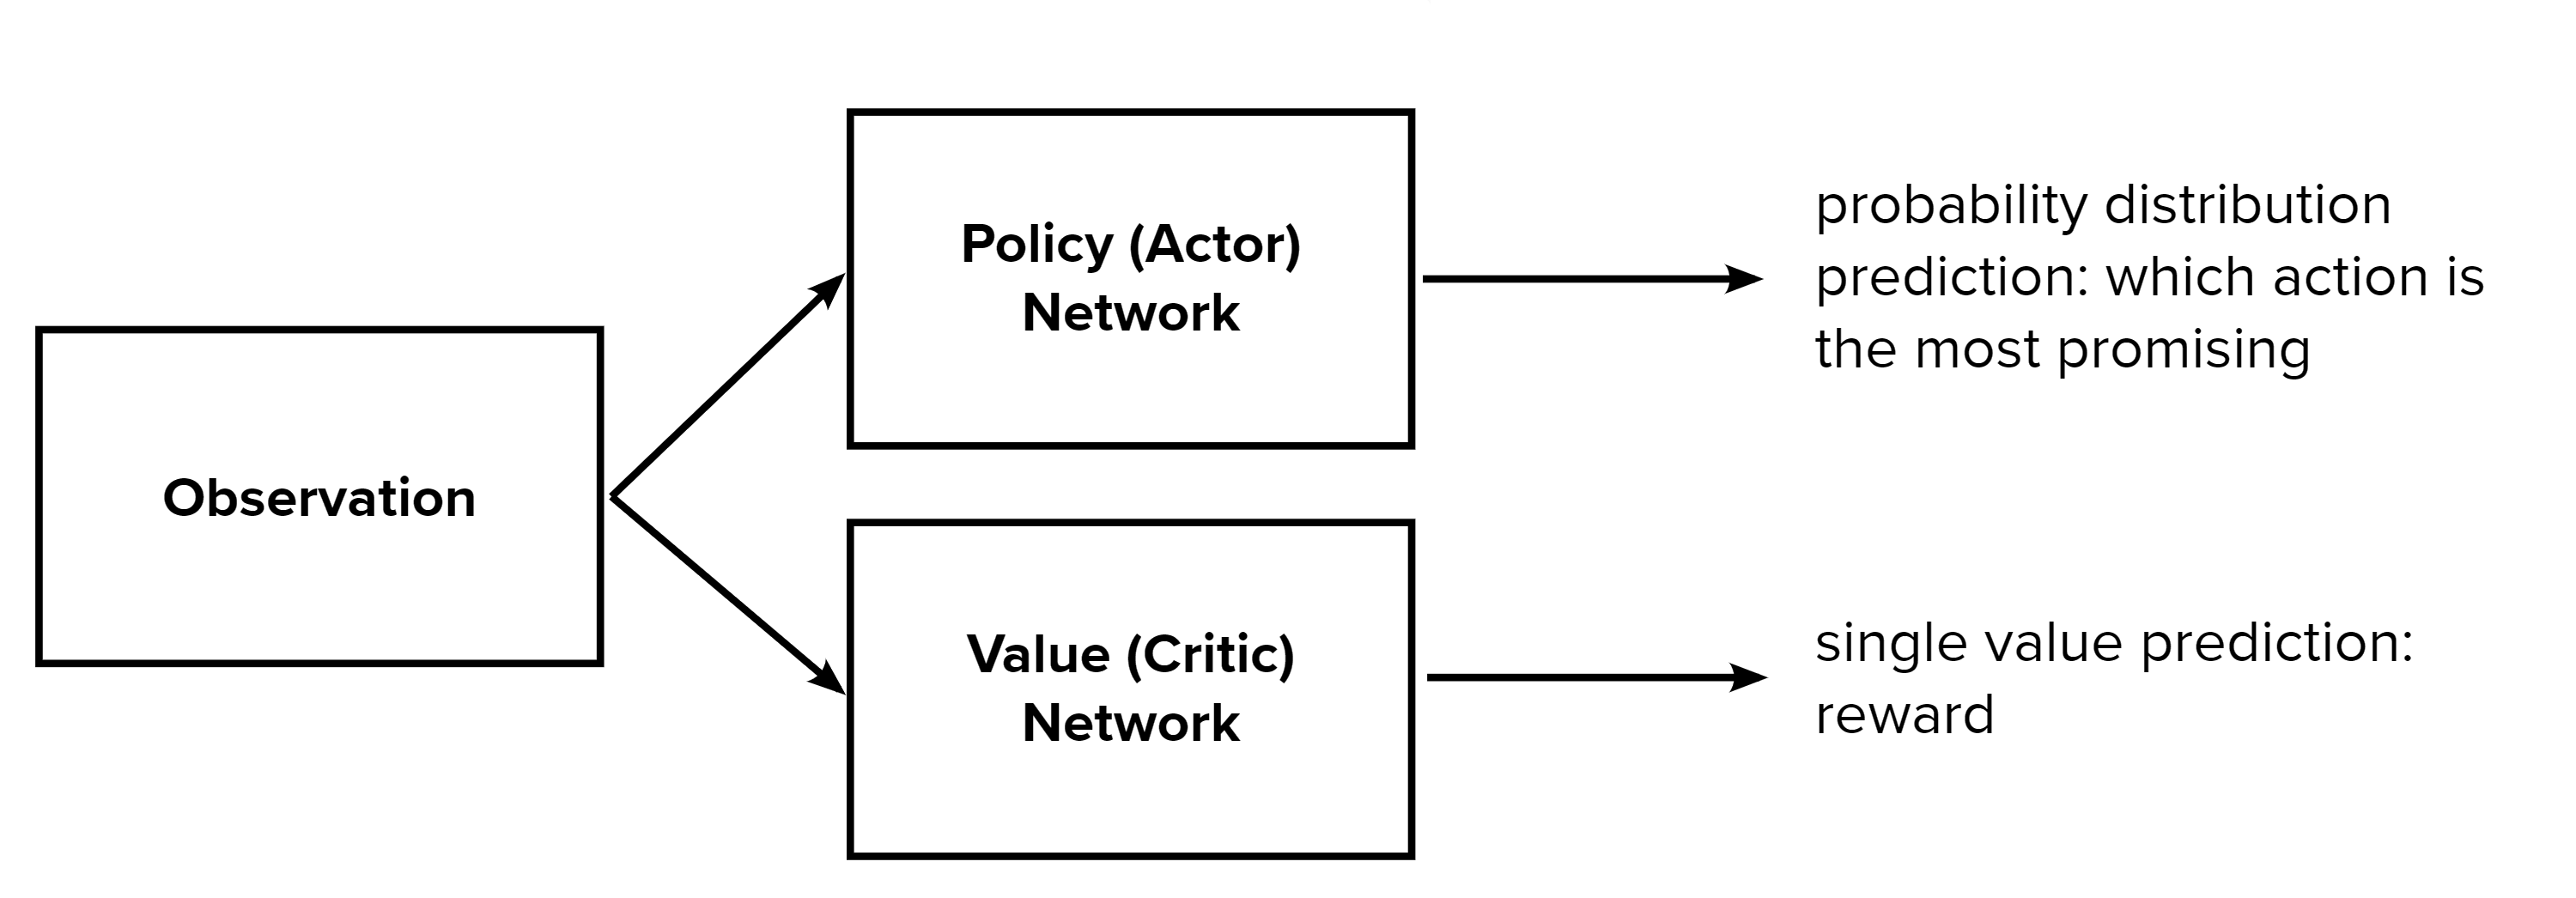 Observation
Policy (Actor)
Network
probability distribution
prediction: which action is
the most promising
Value (Critic)
Network
single value prediction:
reward